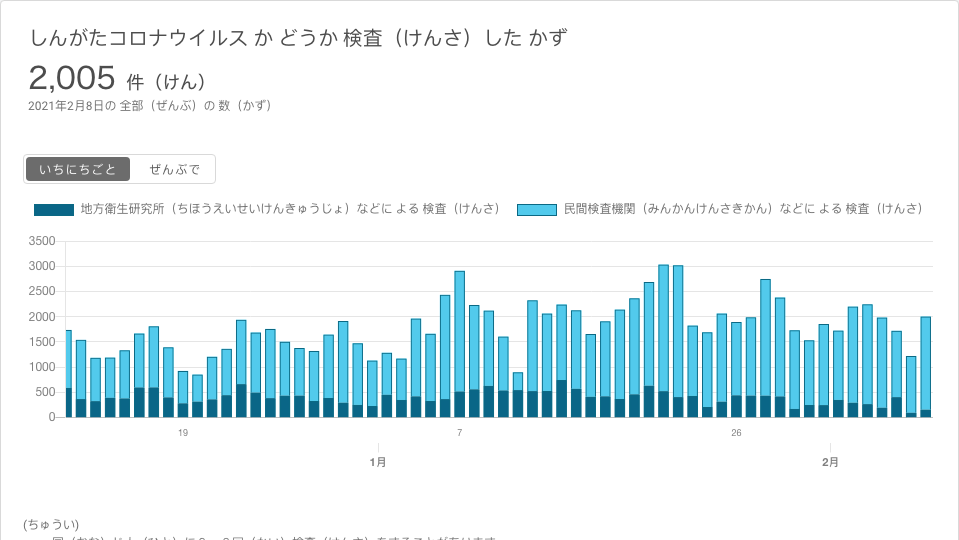 しんがたコロナウイルス か どうか 検査（けんさ）した かず
2,005 件（けん）
2021年2月8日の 全部（ぜんぶ）の 数（かず）
いちにちごと ぜんぶで
地方衛生研究所（ちほうえいせいけんきゅうじょ）などに よる 検査（けんさ） 民間検査機関（みんかんけんさきかん）などに よる 検査（けんさ）
3500
3000
2500
2000
1500
1000
500
0
19 7 26
1月 2月
(ちゅうい)